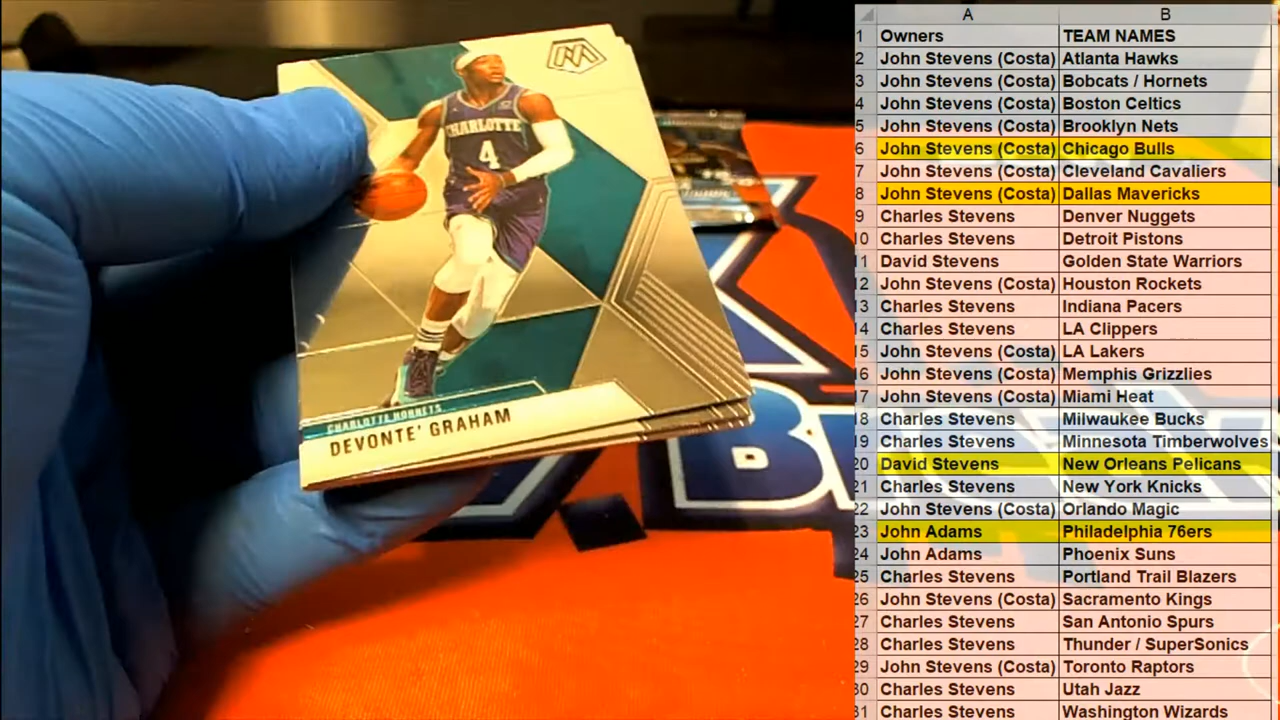 CHARLOTTE
4
CHARLOTTE HORNETS
DEVONTE' GRAHAM
A B
1 Owners TEAM NAMES
2 John Stevens (Costa) Atlanta Hawks
3 John Stevens (Costa) Bobcats / Hornets
4 John Stevens (Costa) Boston Celtics
5 John Stevens (Costa) Brooklyn Nets
6 John Stevens (Costa) Chicago Bulls
7 John Stevens (Costa) Cleveland Cavaliers
8 John Stevens (Costa) Dallas Mavericks
9 Charles Stevens Denver Nuggets
10 Charles Stevens Detroit Pistons
11 David Stevens Golden State Warriors
12 John Stevens (Costa) Houston Rockets
13 Charles Stevens Indiana Pacers
14 Charles Stevens LA Clippers
15 John Stevens (Costa) LA Lakers
16 John Stevens (Costa) Memphis Grizzlies
17 John Stevens (Costa) Miami Heat
18 Charles Stevens Milwaukee Bucks
19 Charles Stevens Minnesota Timberwolves
20 David Stevens New Orleans Pelicans
21 Charles Stevens New York Knicks
22 John Stevens (Costa) Orlando Magic
23 John Adams Philadelphia 76ers
24 John Adams Phoenix Suns
25 Charles Stevens Portland Trail Blazers
26 John Stevens (Costa) Sacramento Kings
27 Charles Stevens San Antonio Spurs
28 Charles Stevens Thunder / SuperSonics
29 John Stevens (Costa) Toronto Raptors
30 Charles Stevens Utah Jazz
31 Charles Stevens Washington Wizards